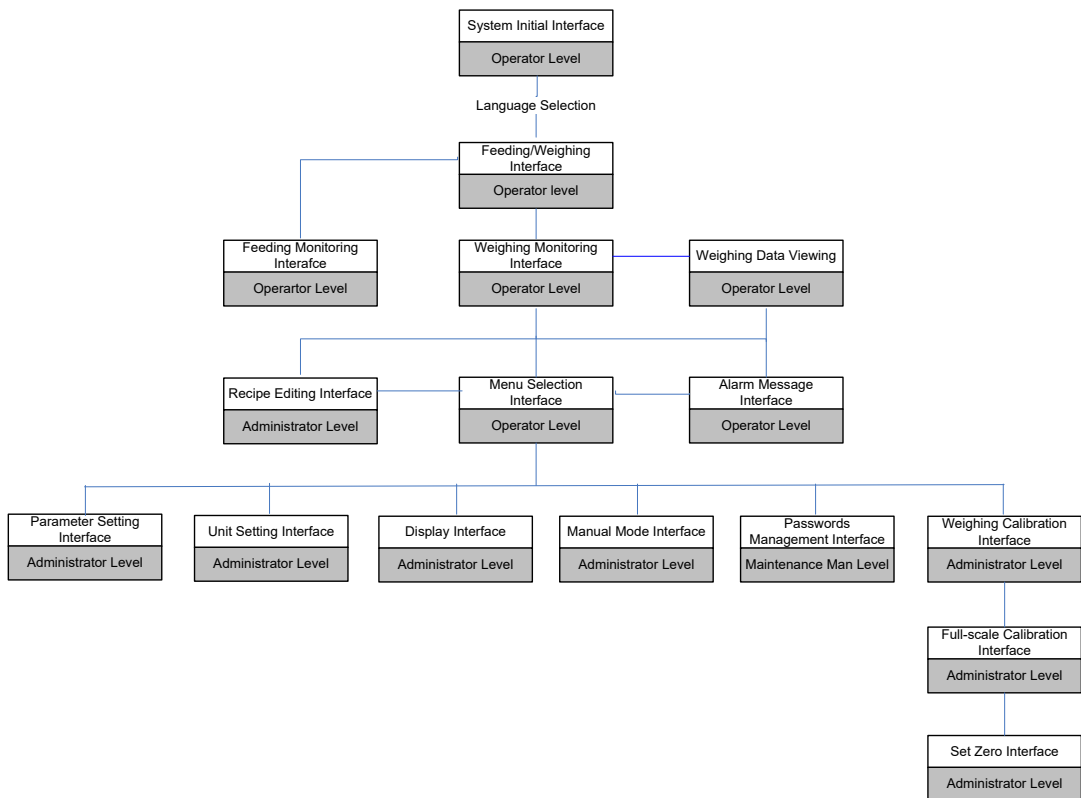 System Initial Interface
Operator Level
Language Selection
Feeding/Weighing
Interface
Operator level
Feeding Monitoring
Interafce
Operartor Level
Weighing Monitoring
Interface
Operator Level
Weighing Data Viewing
Operator Level
Recipe Editing Interface
Administrator Level
Menu Selection
Interface
Operator Level
Alarm Message
Interface
Operator Level
Parameter Setting
Interface
Administrator Level
Unit Setting Interface
Administrator Level
Display Interface
Administrator Level
Manual Mode Interface
Administrator Level
Passwords
Management Interface
Maintenance Man Level
Weighing Calibration
Interface
Administrator Level
Full-scale Calibration
Interface
Administrator Level
Set Zero Interface
Administrator Level